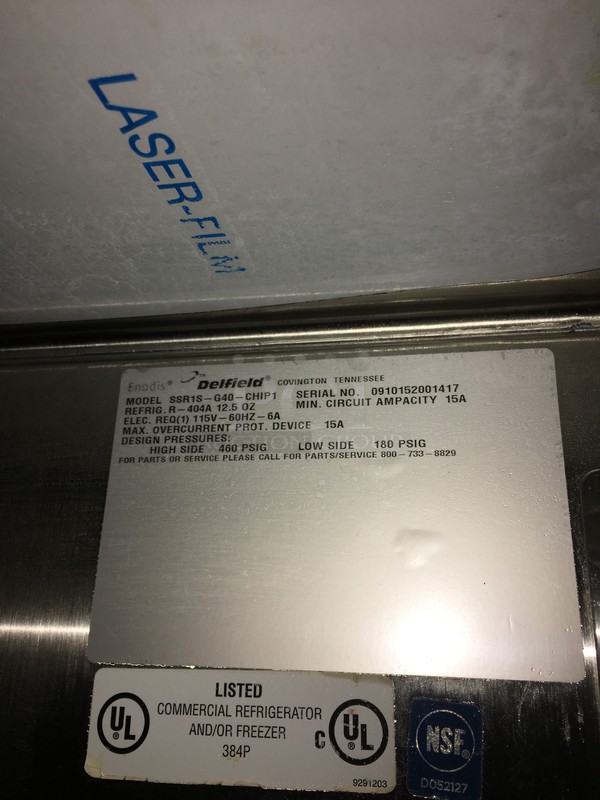 LASER-FILM
Enodis® Delfield® COVINGTON TENNESSEE
MODEL SSR1S-G40-CHIP1 SERIAL NO. 0910152001417
REFRIG. R-404A 12.5 OZ MIN. CIRCUIT AMPACITY 15A
ELEC. REQ(1) 115V-60HZ-6A
MAX. OVERCURRENT PROT. DEVICE 15A
DESIGN PRESSURES:
HIGH SIDE 460 PSIG LOW SIDE 180 PSIG
FOR PARTS OR SERVICE PLEASE CALL FOR PARTS/SERVICE 800-733-8829
LISTED
COMMERCIAL REFRIGERATOR
AND/OR FREEZER
384P
UL
C UL
9291203
NSF®
DOS2127